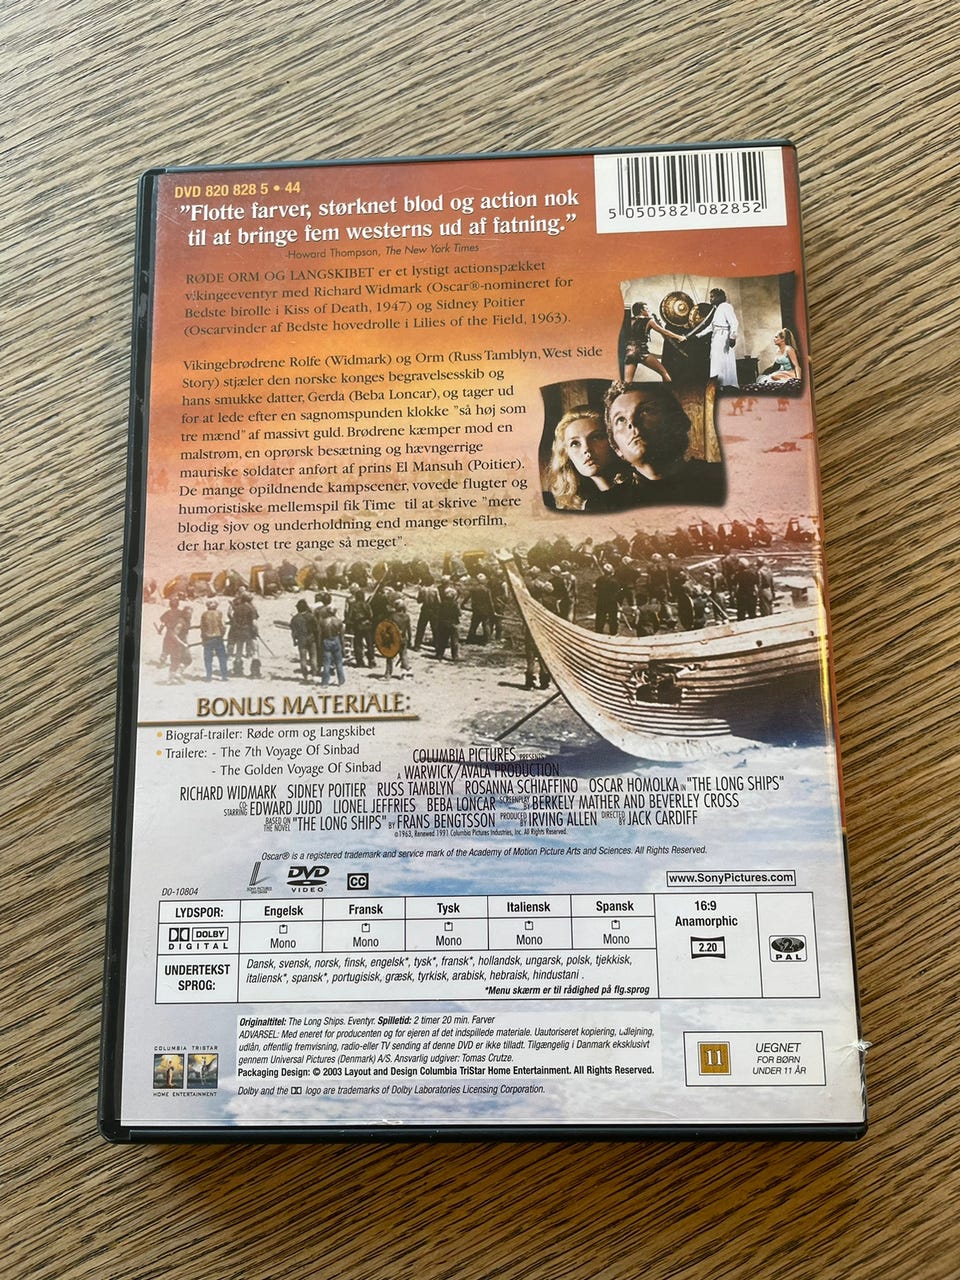 DVD 820 828 5 • 44
5 050582 082852
”Flotte farver, størknet blod og action nok
til at bringe fem westerns ud af fatning.”
-Howard Thompson, The New York Times
RØDE ORM OG LANGSKIBET er et lystigt actionspækket
vikingeeventyr med Richard Widmark (Oscar®-nomineret for
Bedste birolle i Kiss of Death, 1947) og Sidney Poitier
(Oscarvinder af Bedste hovedrolle i Lilies of the Field, 1963).
Vikingebrødrene Rolfe (Widmark) og Orm (Russ Tamblyn, West Side
Story) stjæler den norske konges begravelsesskib og
hans smukke datter, Gerda (Beba Loncar), og tager ud
for at lede efter en sagnomspunden klokke ”så høj som
tre mænd” af massivt guld. Brødrene kæmper mod en
malstrøm, en oprørsk besætning og hævngerrige
mauriske soldater anført af prins El Mansuh (Poitier).
De mange opildnende kampscener, vovede flugter og
humoristiske mellemspil fik Time til at skrive ”mere
blodig sjov og underholdning end mange storfilm,
der har kostet tre gange så meget”.
BONUS MATERIALE:
• Biograf-trailer: Røde orm og Langskibet
• Trailere: - The 7th Voyage Of Sinbad
- The Golden Voyage Of Sinbad
COLUMBIA PICTURES PRESENTS
A WARWICK/AVALA PRODUCTION
RICHARD WIDMARK SIDNEY POITIER RUSS TAMBLYN ROSANNA SCHIAFFINO OSCAR HOMOLKA IN "THE LONG SHIPS"
CO-STARRING EDWARD JUDD LIONEL JEFFRIES BEBA LONCAR SCREENPLAY BY BERKELY MATHER AND BEVERLEY CROSS
BASED ON THE NOVEL "THE LONG SHIPS" BY FRANS BENGTSSON PRODUCED BY IRVING ALLEN DIRECTED BY JACK CARDIFF
©1963, Renewed 1991 Columbia Pictures Industries, Inc. All Rights Reserved.
Oscar® is a registered trademark and service mark of the Academy of Motion Picture Arts and Sciences. All Rights Reserved.
DVD
VIDEO
CC
www.SonyPictures.com
DO-10804
LYDSPOR: Engelsk Fransk Tysk Italiensk Spansk
DOLBY
DIGITAL
Mono Mono Mono Mono Mono
16:9
Anamorphic
2.20
2
PAL
UNDERTEKST
SPROG:
Dansk, svensk, norsk, finsk, engelsk*, tysk*, fransk*, hollandsk, ungarsk, polsk, tjekkisk,
italiensk*, spansk*, portugisisk, græsk, tyrkisk, arabisk, hebraisk, hindustani .
*Menu skærm er til rådighed på flg.sprog
Originaltitel: The Long Ships. Eventyr. Spilletid: 2 timer 20 min. Farver
ADVARSEL: Med eneret for producenten og for ejeren af det indspillede materiale. Uautoriseret kopiering, udlejning,
udlån, offentlig fremvisning, radio-eller TV sending af denne DVD er ikke tilladt. Tilgængelig i Danmark eksklusivt
gennem Universal Pictures (Denmark) A/S. Ansvarlig udgiver: Tomas Crutze.
Packaging Design: © 2003 Layout and Design Columbia TriStar Home Entertainment. All Rights Reserved.
Dolby and the DD logo are trademarks of Dolby Laboratories Licensing Corporation.
COLUMBIA TRISTAR
HOME ENTERTAINMENT
11
UEGNET
FOR BØRN
UNDER 11 ÅR